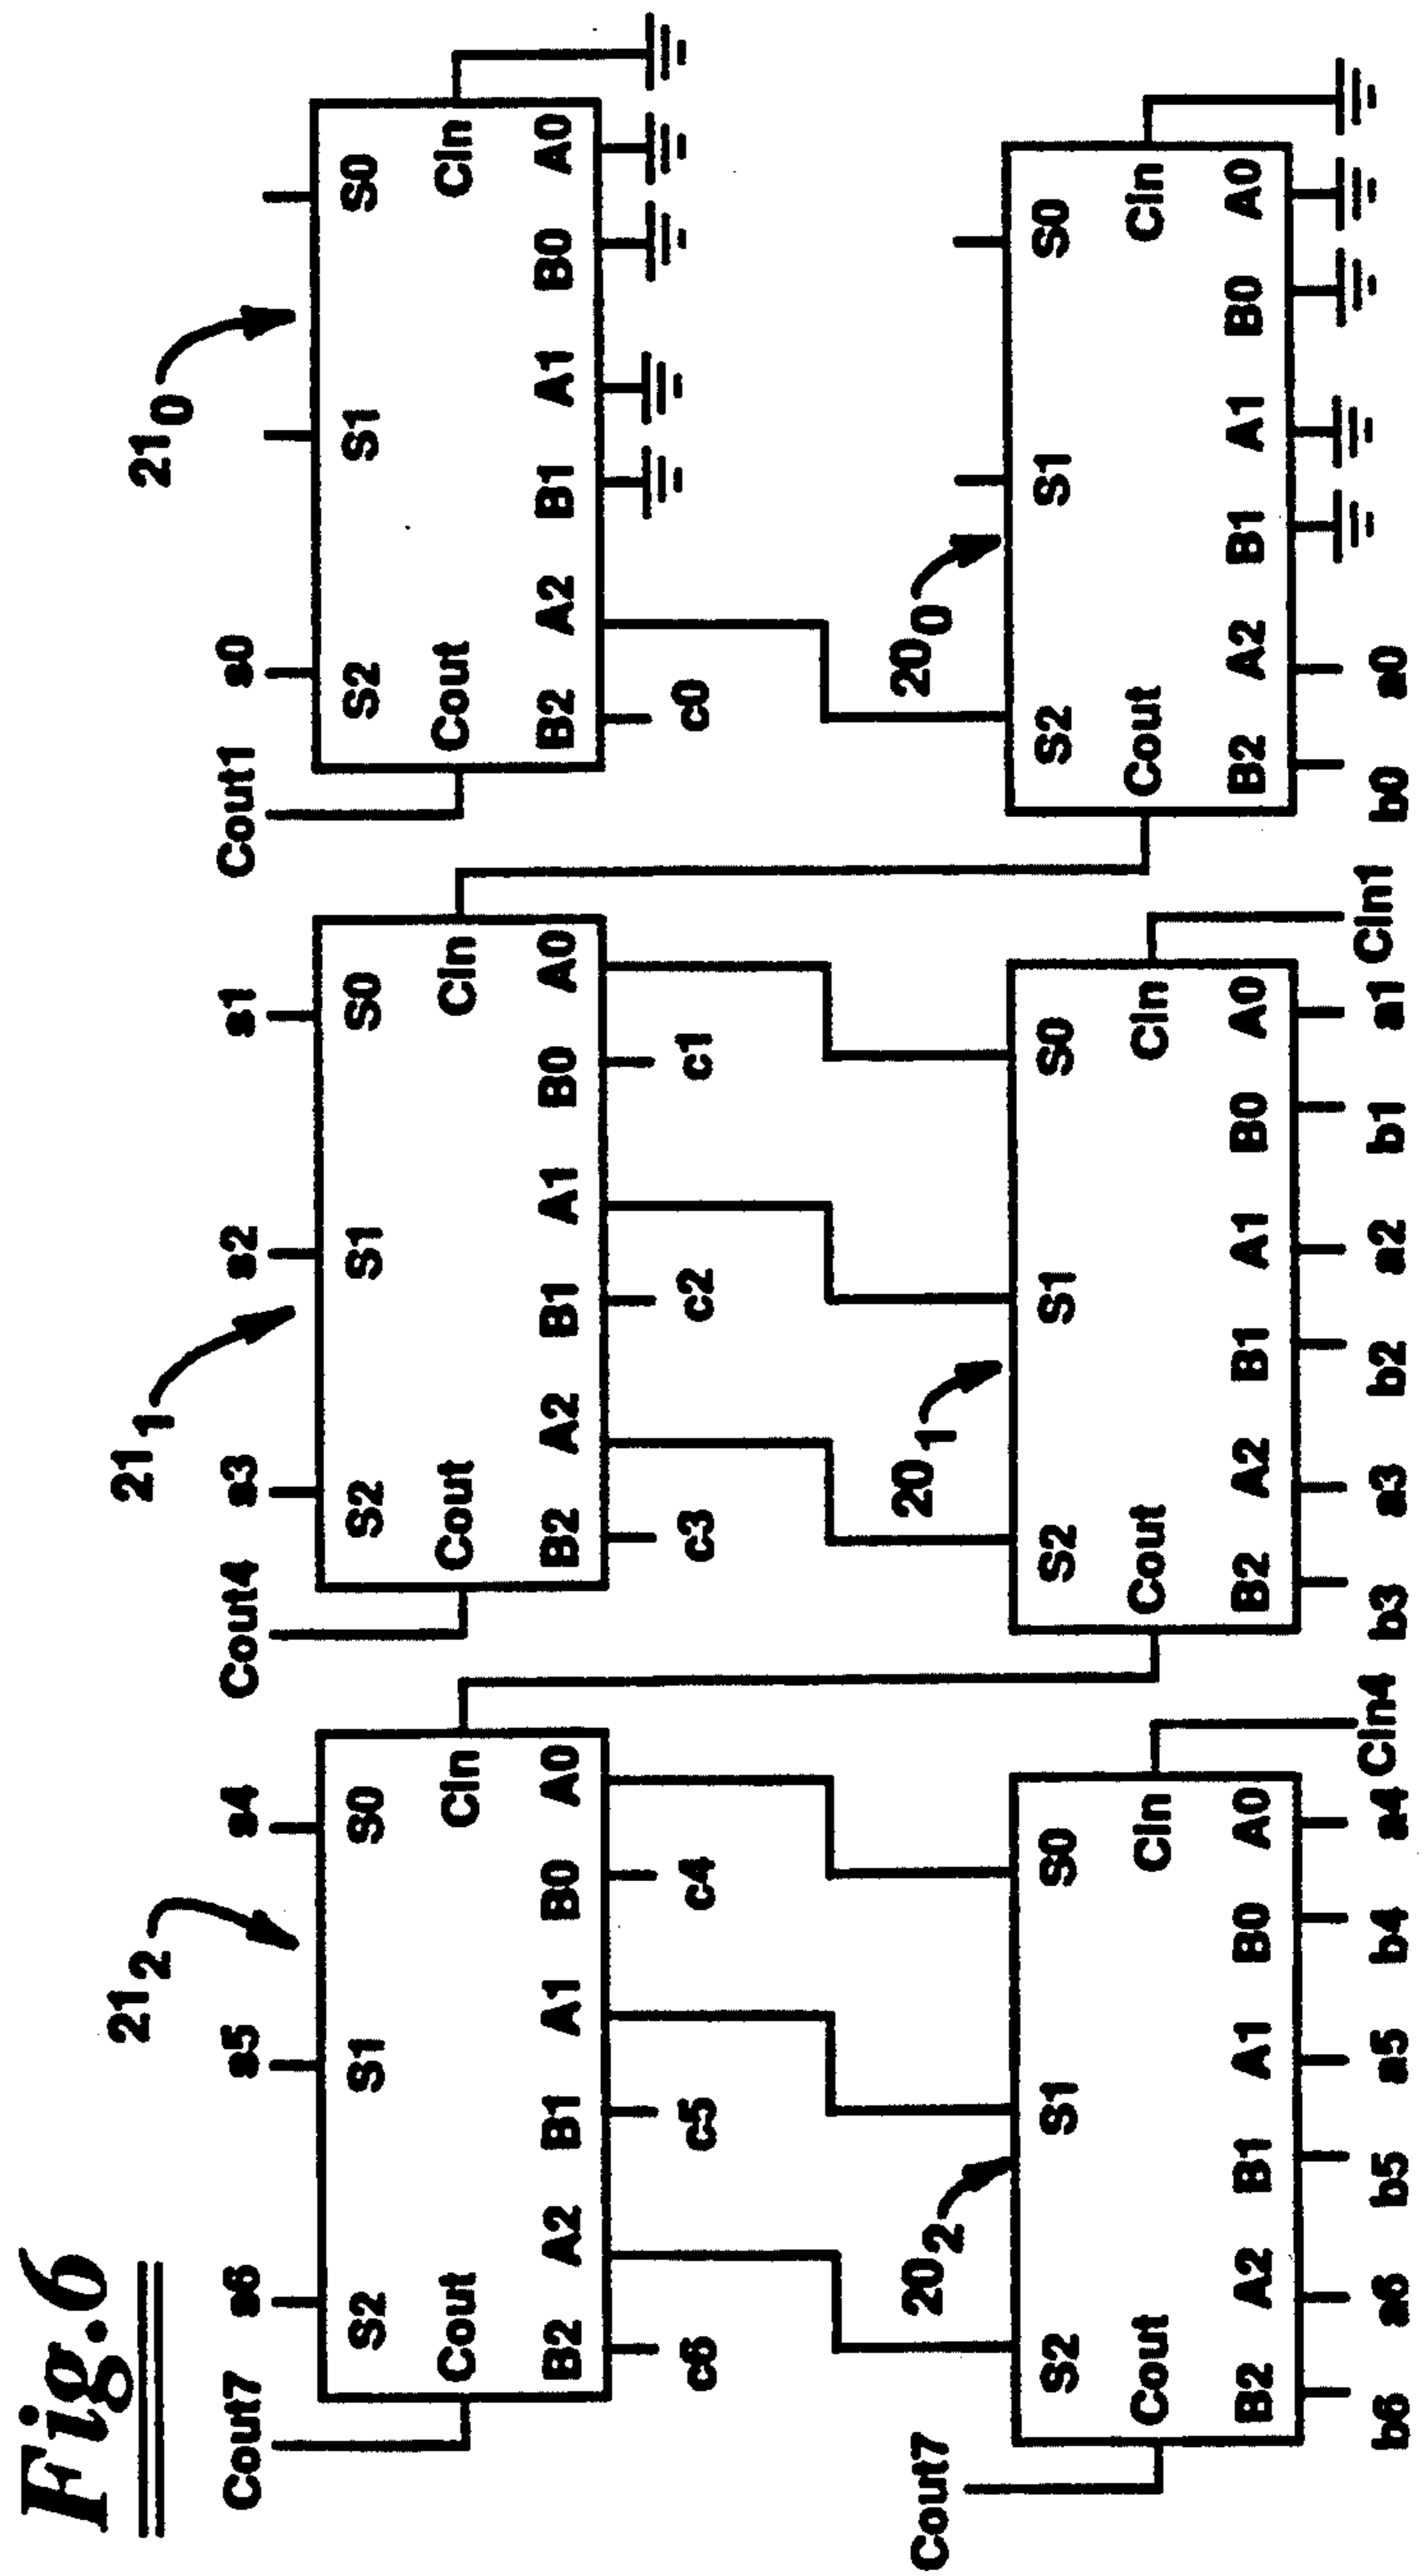 Fig.6
21₂ 21₁ 21₀
Cout7 s6 s5 s4 Cout4 s3 s2 s1 Cout1 s0
S2 S1 S0 S2 S1 S0 S2 S1 S0
Cout Cin Cout Cin Cout Cin
B2 A2 B1 A1 B0 A0 B2 A2 B1 A1 B0 A0 B2 A2 B1 A1 B0 A0
c6 c5 c4 c3 c2 c1 c0
Cout7 20₂ 20₁ 20₀
S2 S1 S0 S2 S1 S0 S2 S1 S0
Cout Cin Cout Cin Cout Cin
B2 A2 B1 A1 B0 A0 B2 A2 B1 A1 B0 A0 B2 A2 B1 A1 B0 A0
b6 a6 b5 a5 b4 a4 Cin4 b3 a3 b2 a2 b1 a1 Cin1 b0 a0